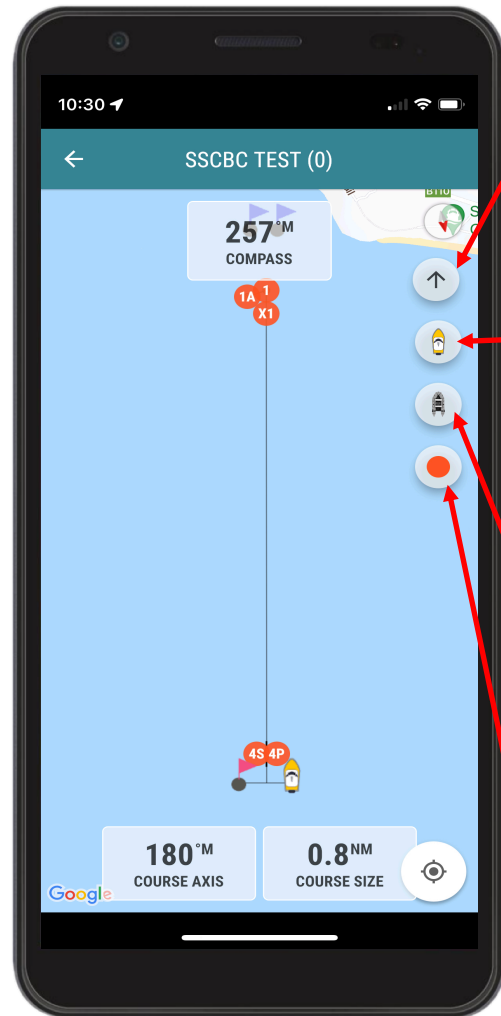 10:30
SSCBC TEST (0)
B110
S
257°M
COMPASS
1A
1
X1
4S
4P
180°M
COURSE AXIS
0.8NM
COURSE SIZE
Google